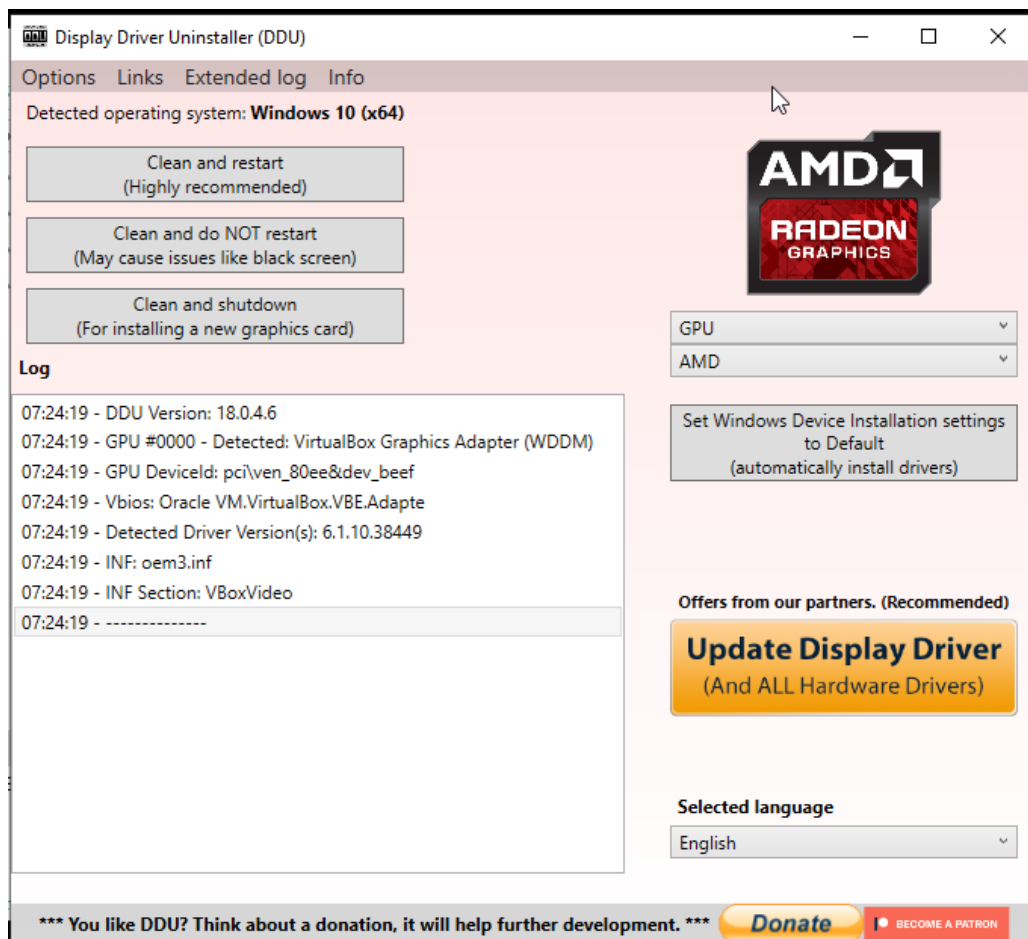 Display Driver Uninstaller (DDU)
Options Links Extended log Info
Detected operating system: Windows 10 (x64)
Clean and restart
(Highly recommended)
Clean and do NOT restart
(May cause issues like black screen)
Clean and shutdown
(For installing a new graphics card)
AMD
RADEON
GRAPHICS
GPU
AMD
Log
07:24:19 - DDU Version: 18.0.4.6
07:24:19 - GPU #0000 - Detected: VirtualBox Graphics Adapter (WDDM)
07:24:19 - GPU DeviceId: pci\ven_80ee&dev_beef
07:24:19 - Vbios: Oracle VM.VirtualBox.VBE.Adapte
07:24:19 - Detected Driver Version(s): 6.1.10.38449
07:24:19 - INF: oem3.inf
07:24:19 - INF Section: VBoxVideo
07:24:19 - --------------
Set Windows Device Installation settings
to Default
(automatically install drivers)
Offers from our partners. (Recommended)
Update Display Driver
(And ALL Hardware Drivers)
Selected language
English
*** You like DDU? Think about a donation, it will help further development. ***
Donate
BECOME A PATRON